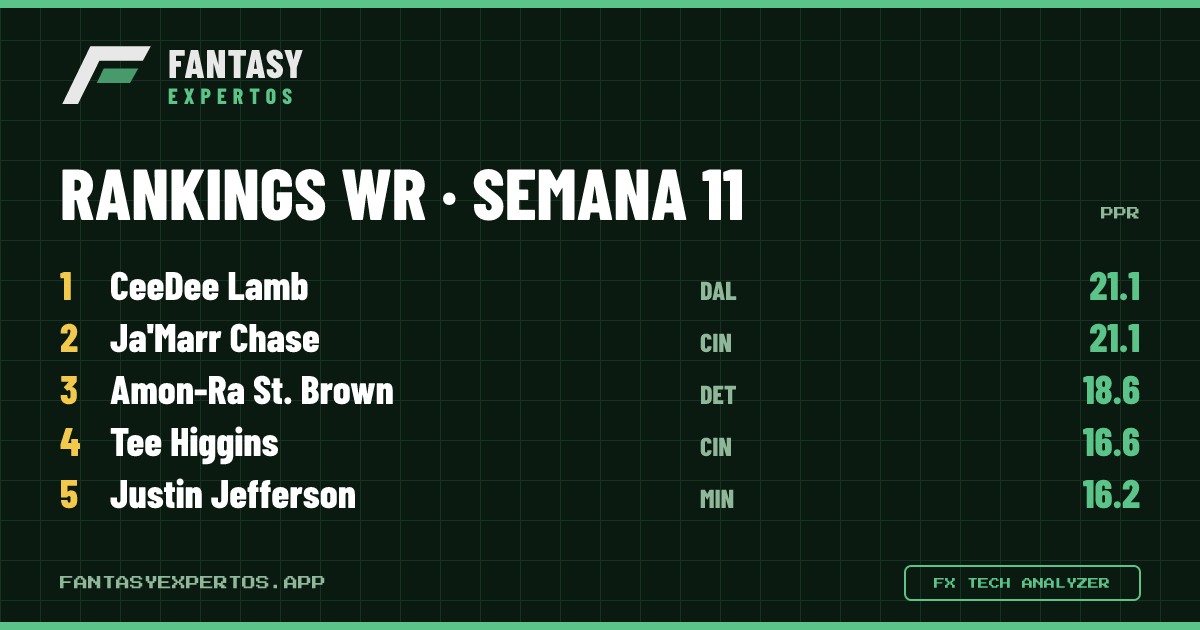 FANTASY
EXPERTOS
RANKINGS WR · SEMANA 11
PPR
1 CeeDee Lamb DAL 21.1
2 Ja'Marr Chase CIN 21.1
3 Amon-Ra St. Brown DET 18.6
4 Tee Higgins CIN 16.6
5 Justin Jefferson MIN 16.2
FANTASYEXPERTOS.APP
FX TECH ANALYZER